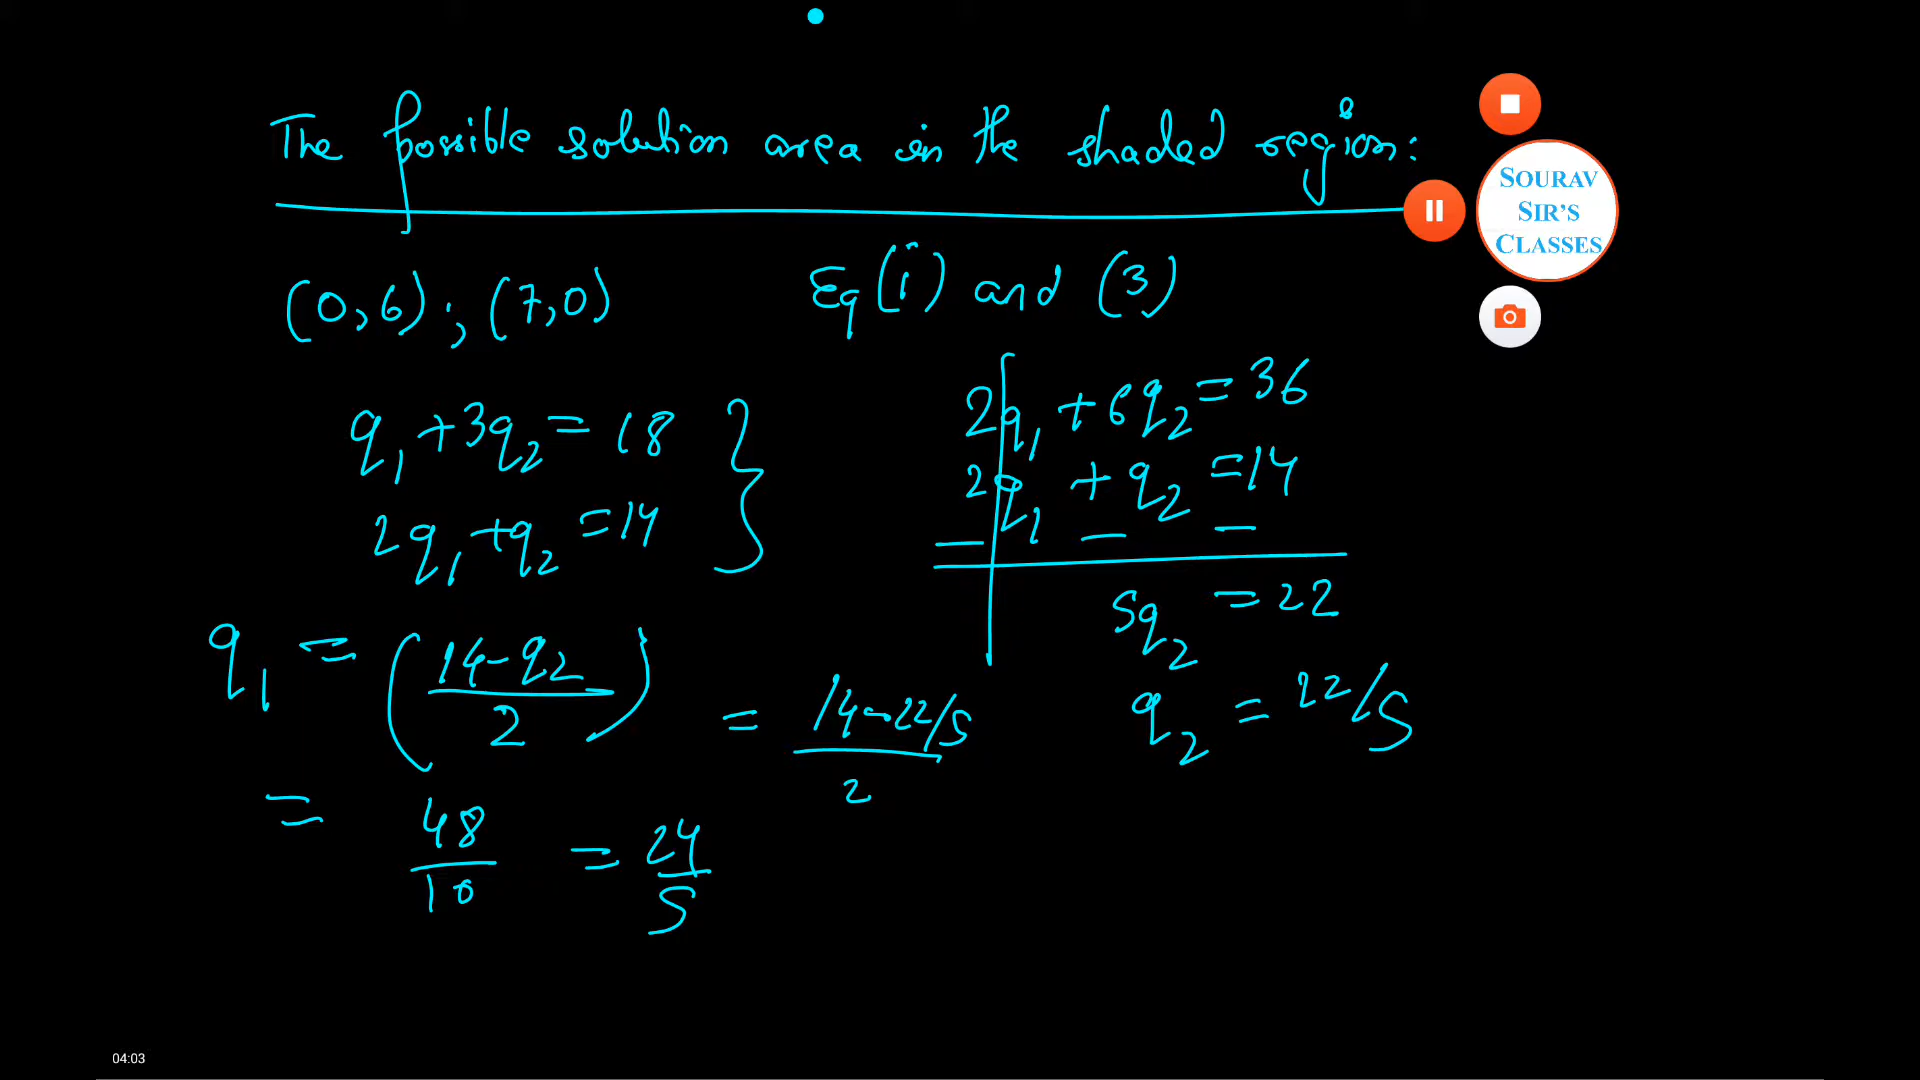 The possible solution area in the shaded region:
SOURAV
SIR'S
CLASSES
(0,6); (7,0)
Eq (i) and (3)
q₁ + 3q₂ = 18
2q₁ + q₂ = 14
2q₁ + 6q₂ = 36
2q₁ + q₂ = 14
5q₂ = 22
q₂ = 22/5
q₁ = (14-q₂/2) = 14-22/5/2
= 48/10 = 24/5
04:03